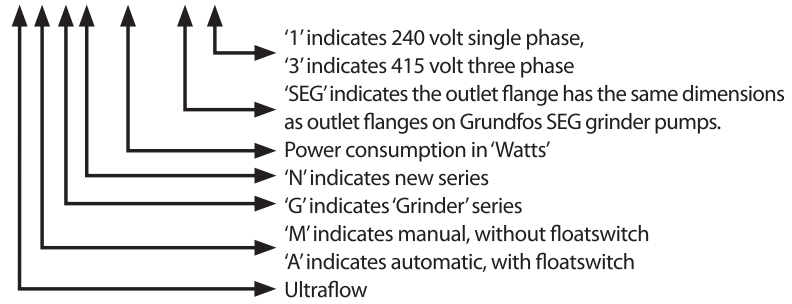 ‘1’ indicates 240 volt single phase,
‘3’ indicates 415 volt three phase
‘SEG’ indicates the outlet flange has the same dimensions
as outlet flanges on Grundfos SEG grinder pumps.
Power consumption in ‘Watts’
‘N’ indicates new series
‘G’ indicates ‘Grinder’ series
‘M’ indicates manual, without floatswitch
‘A’ indicates automatic, with floatswitch
Ultraflow